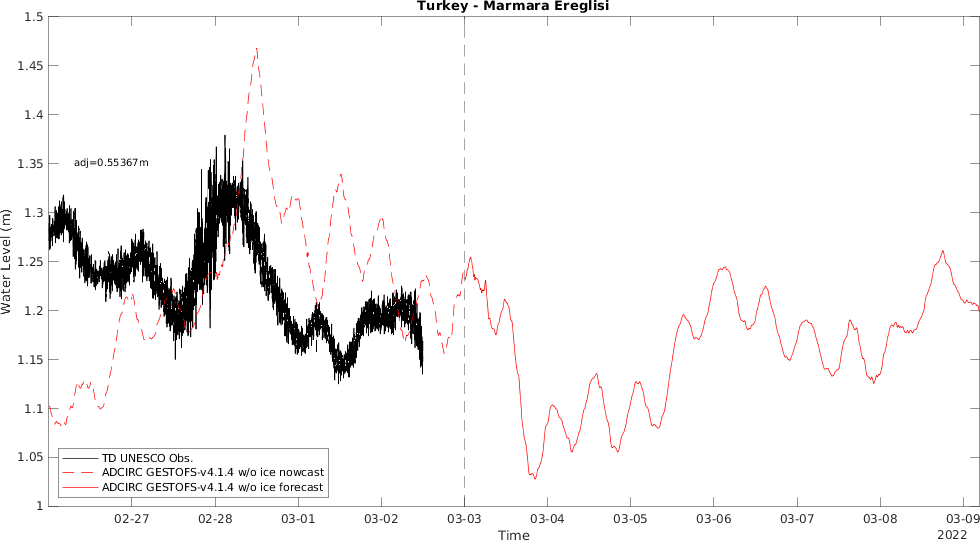 Turkey - Marmara Ereglisi
1.5
1.45
1.4
1.35
1.3
1.25
1.2
1.15
1.1
1.05
1
Water Level (m)
adj=0.55367m
TD UNESCO Obs.
ADCIRC GESTOFS-v4.1.4 w/o ice nowcast
ADCIRC GESTOFS-v4.1.4 w/o ice forecast
02-27 02-28 03-01 03-02 03-03 03-04 03-05 03-06 03-07 03-08 03-09
Time
2022